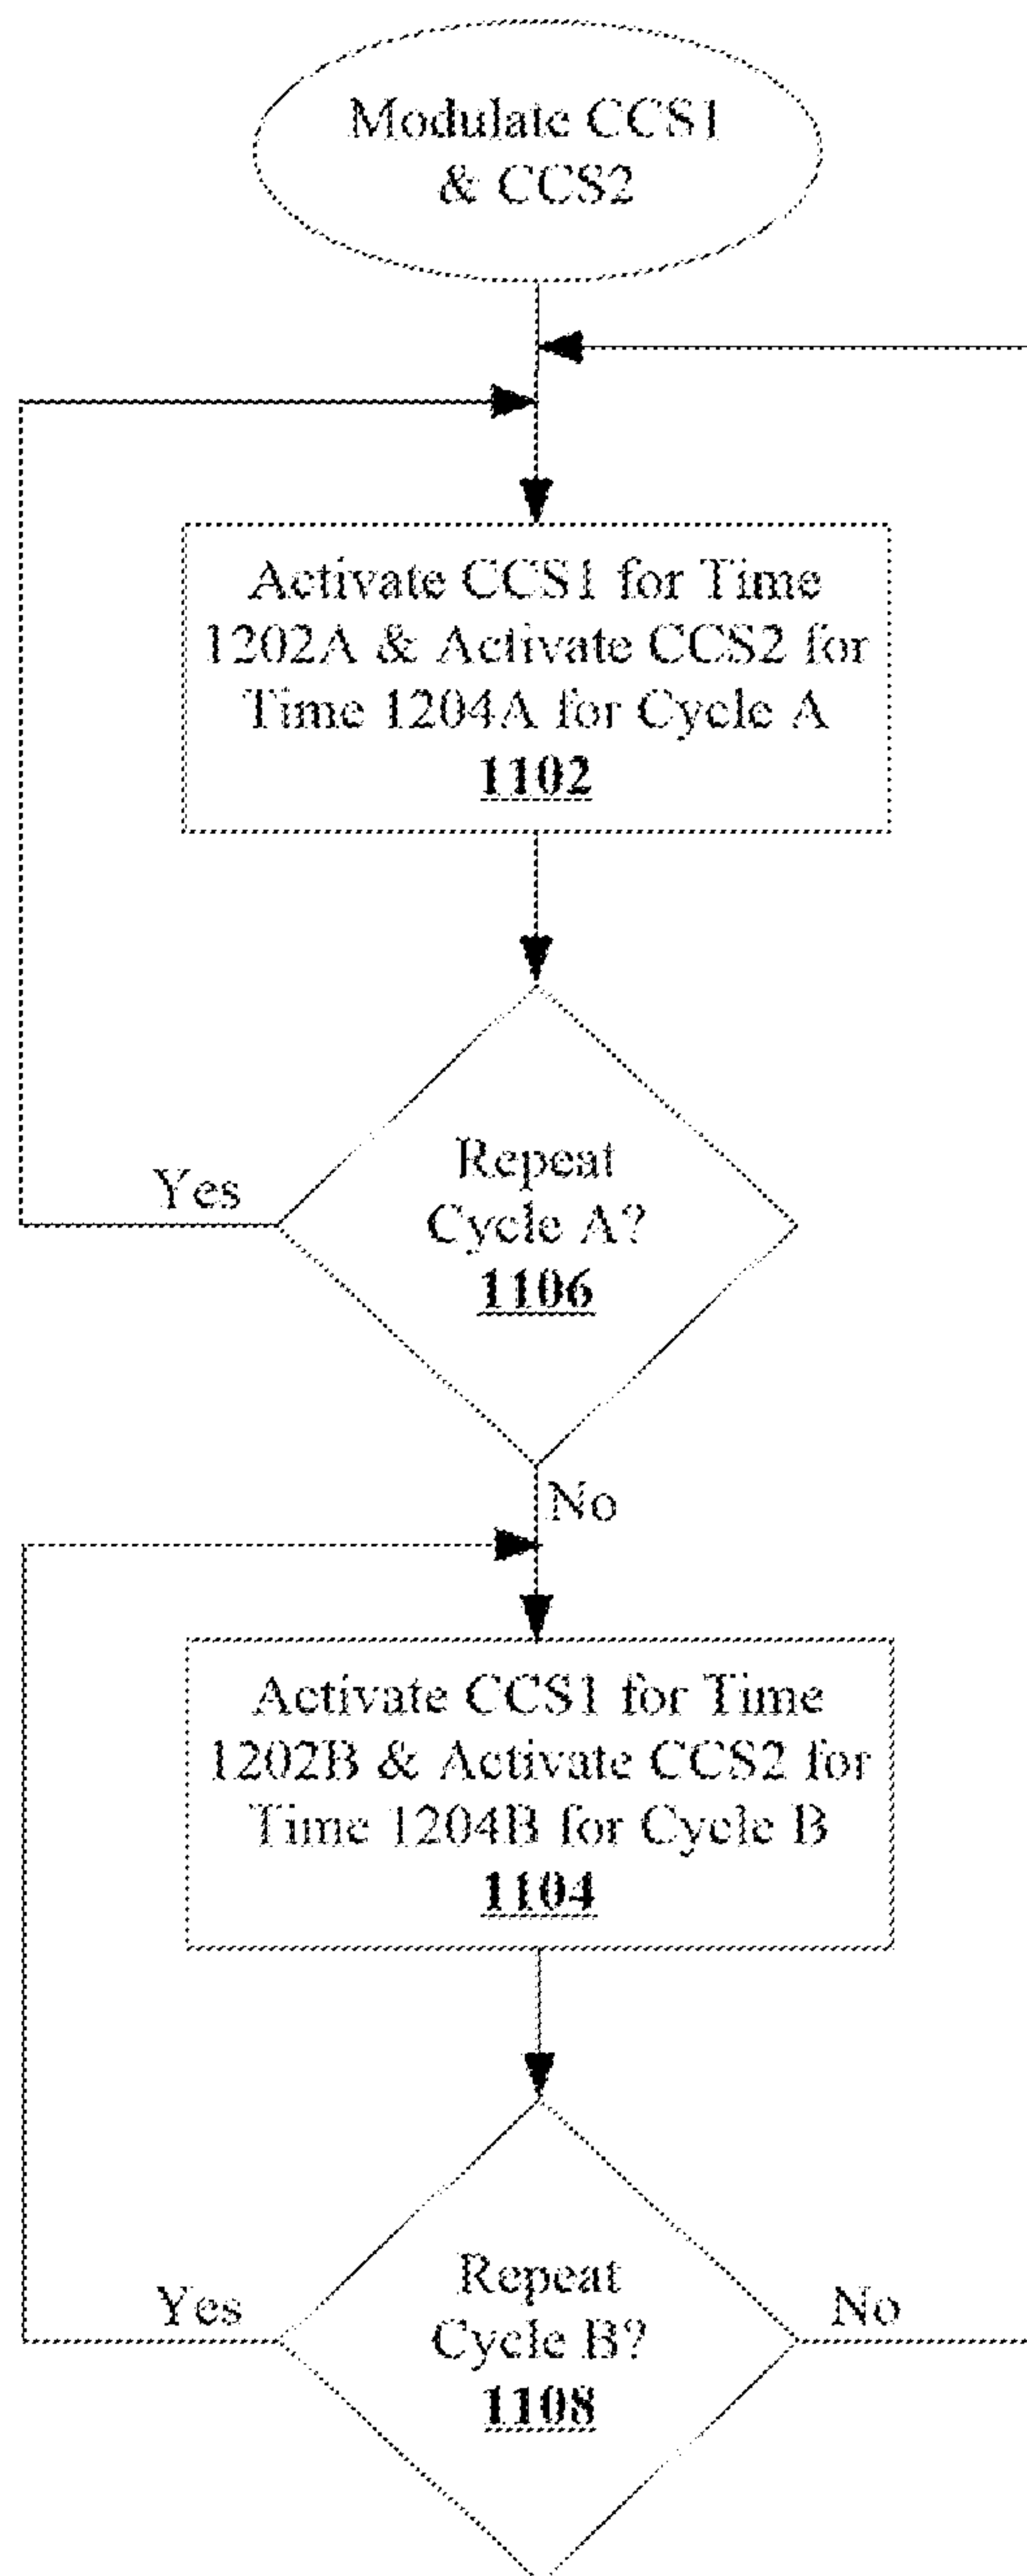 Modulate CCS1
& CCS2
Activate CCS1 for Time
1202A & Activate CCS2 for
Time 1204A for Cycle A
1102
Repeat
Cycle A?
1106
Yes
No
Activate CCS1 for Time
1202B & Activate CCS2 for
Time 1204B for Cycle B
1104
Repeat
Cycle B?
1108
Yes
No